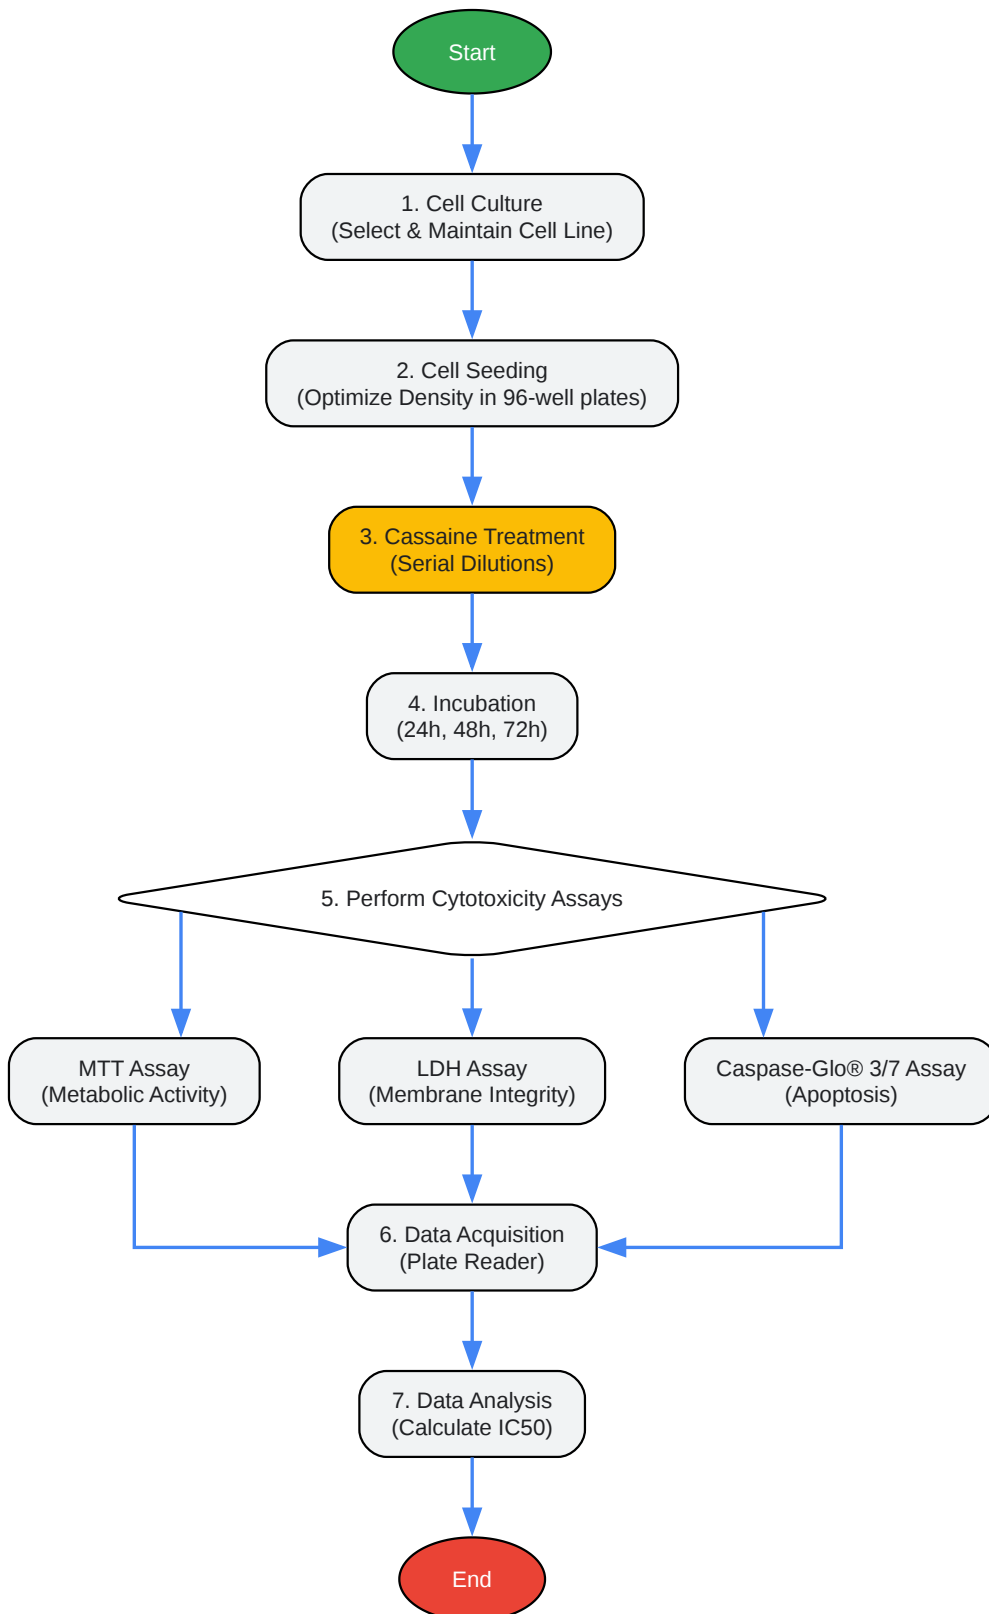 Start
1. Cell Culture
(Select & Maintain Cell Line)
2. Cell Seeding
(Optimize Density in 96-well plates)
3. Cassaine Treatment
(Serial Dilutions)
4. Incubation
(24h, 48h, 72h)
5. Perform Cytotoxicity Assays
MTT Assay
(Metabolic Activity)
LDH Assay
(Membrane Integrity)
Caspase-Glo® 3/7 Assay
(Apoptosis)
6. Data Acquisition
(Plate Reader)
7. Data Analysis
(Calculate IC50)
End